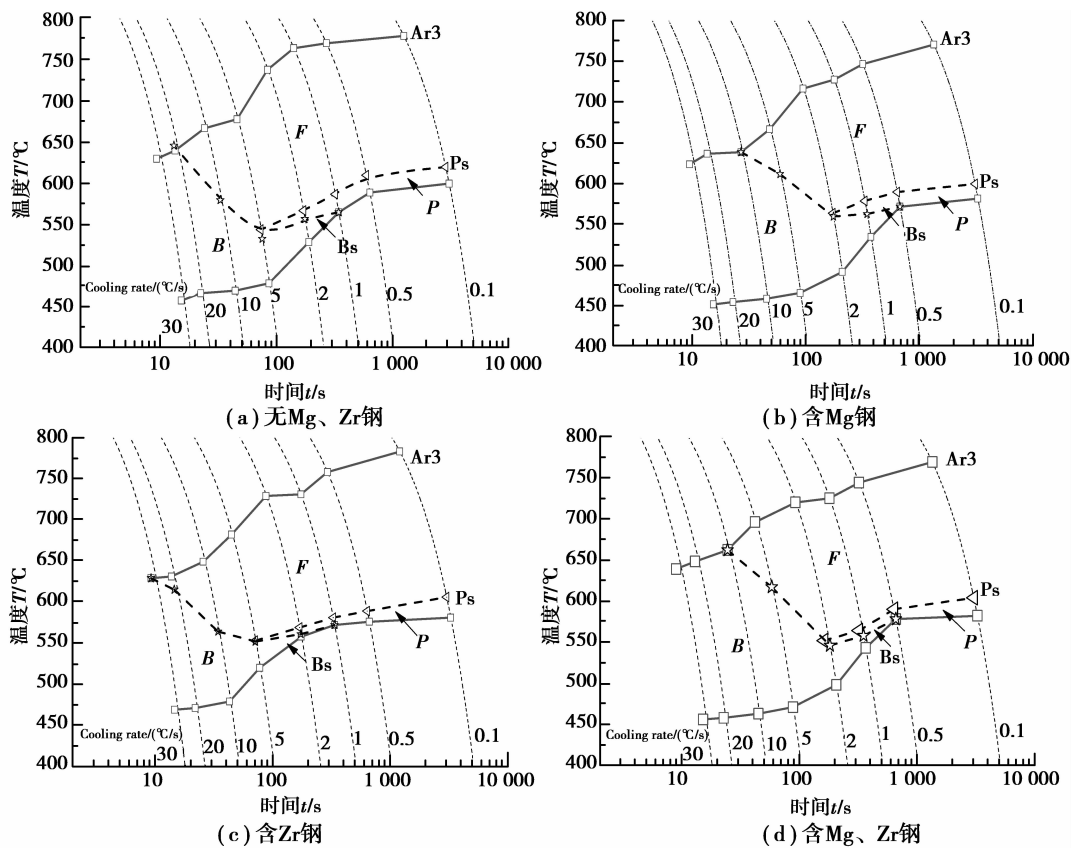 800
750
700
650
600
550
500
450
400
温度T/℃
Ar3
F
Ps
P
B
Bs
Cooling rate/(℃/s)
30
20
10
5
2
1
0.5
0.1
10
100
1 000
10 000
时间t/s
(a)无Mg、Zr钢
800
750
700
650
600
550
500
450
400
温度T/℃
Ar3
F
Ps
P
B
Bs
Cooling rate/(℃/s)
30
20
10
5
2
1
0.5
0.1
10
100
1 000
10 000
时间t/s
(b)含Mg钢
800
750
700
650
600
550
500
450
400
温度T/℃
Ar3
F
Ps
P
B
Bs
Cooling rate/(℃/s)
30
20
10
5
2
1
0.5
0.1
10
100
1 000
10 000
时间t/s
(c)含Zr钢
800
750
700
650
600
550
500
450
400
温度T/℃
Ar3
F
Ps
P
B
Bs
Cooling rate/(℃/s)
30
20
10
5
2
1
0.5
0.1
10
100
1 000
10 000
时间t/s
(d)含Mg、Zr钢